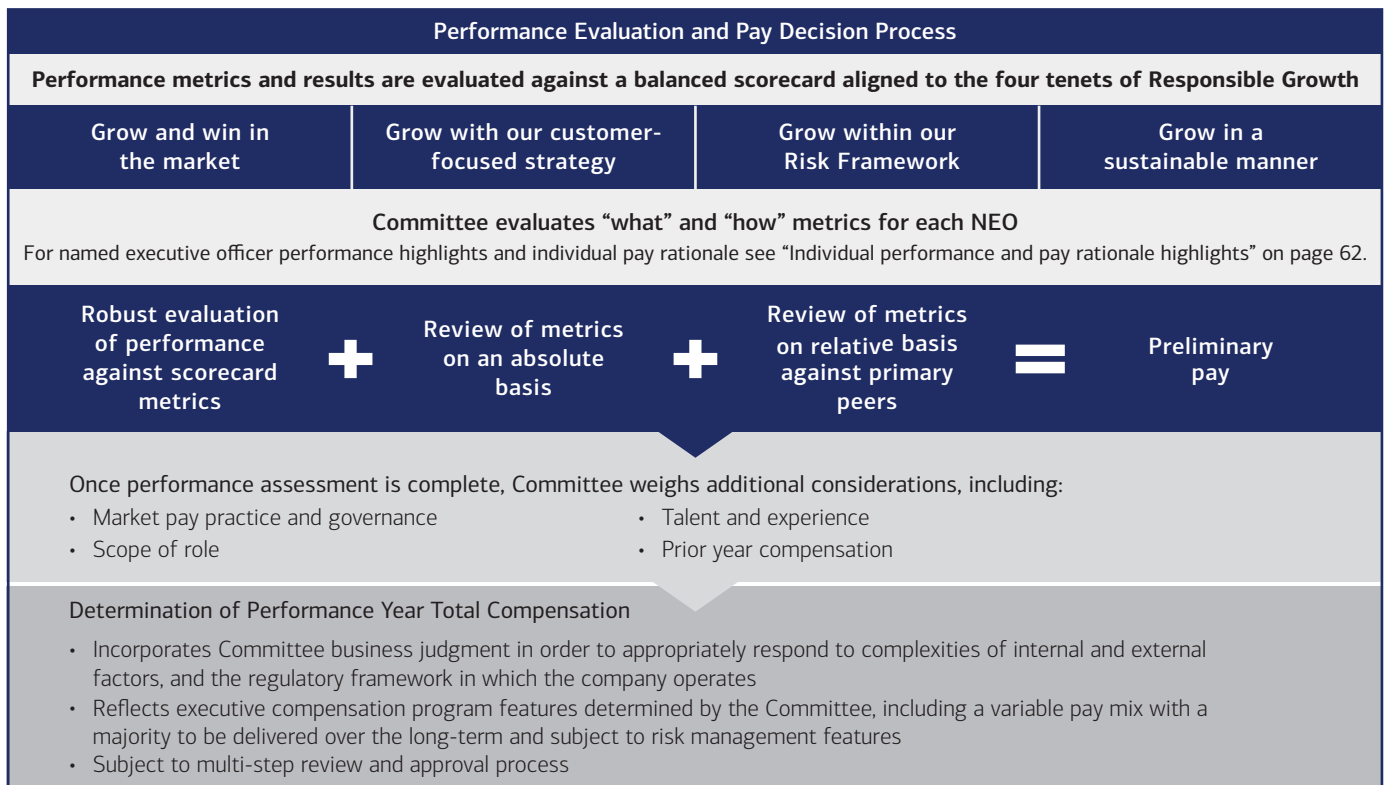 Performance Evaluation and Pay Decision Process
Performance metrics and results are evaluated against a balanced scorecard aligned to the four tenets of Responsible Growth
Grow and win in
the market
Grow with our customer-
focused strategy
Grow within our
Risk Framework
Grow in a
sustainable manner
Committee evaluates “what” and “how” metrics for each NEO
For named executive officer performance highlights and individual pay rationale see “Individual performance and pay rationale highlights” on page 62.
Robust evaluation
of performance
against scorecard
metrics
+
Review of metrics
on an absolute
basis
+
Review of metrics
on relative basis
against primary
peers
=
Preliminary
pay
Once performance assessment is complete, Committee weighs additional considerations, including:
• Market pay practice and governance
• Scope of role
• Talent and experience
• Prior year compensation
Determination of Performance Year Total Compensation
• Incorporates Committee business judgment in order to appropriately respond to complexities of internal and external
factors, and the regulatory framework in which the company operates
• Reflects executive compensation program features determined by the Committee, including a variable pay mix with a
majority to be delivered over the long-term and subject to risk management features
• Subject to multi-step review and approval process